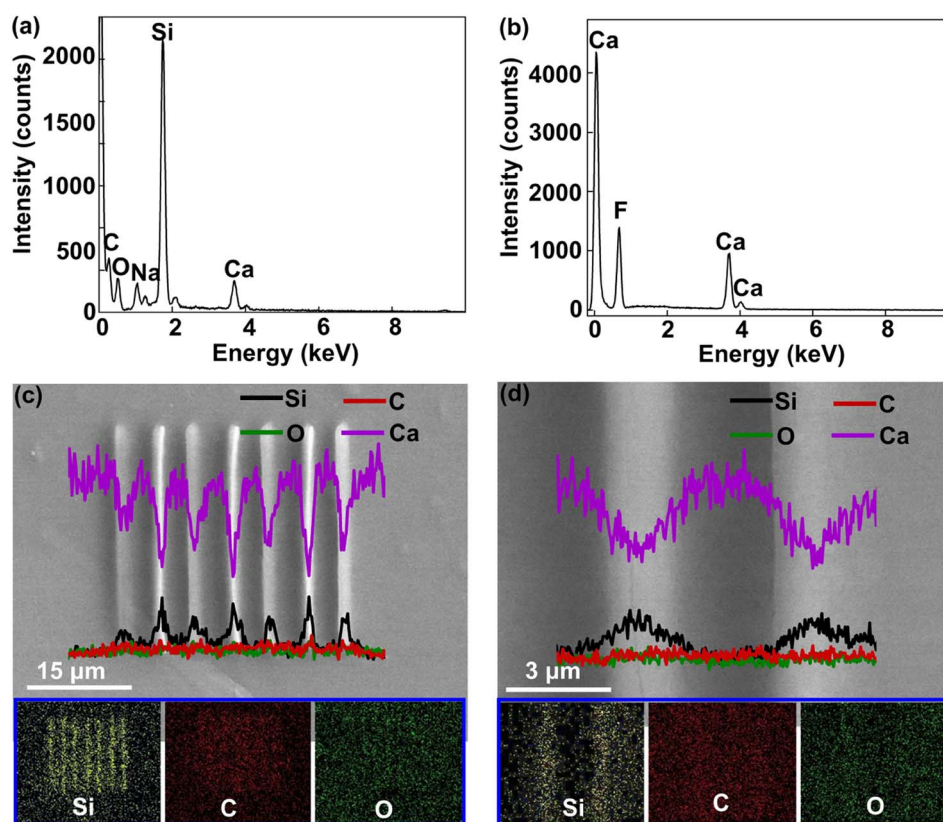 (a)
Intensity (counts)
2000
1500
1000
500
0
C
O
Na
Si
Ca
0 2 4 6 8
Energy (keV)
(b)
Intensity (counts)
4000
3000
2000
1000
0
Ca
F
Ca
Ca
0 2 4 6 8
Energy (keV)
(c)
Si C
O Ca
15 µm
Si C O
(d)
Si C
O Ca
3 µm
Si C O